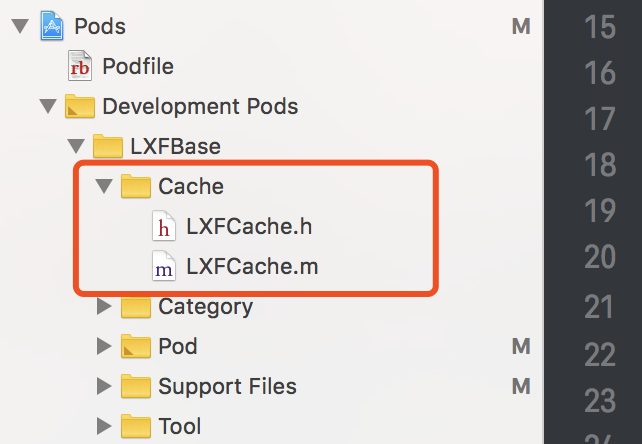 Pods M 15
rb Podfile 16
Development Pods 17
LXFBase 18
Cache 19
h LXFCache.h 20
m LXFCache.m
Category 21
Pod M 22
Support Files M 23
Tool